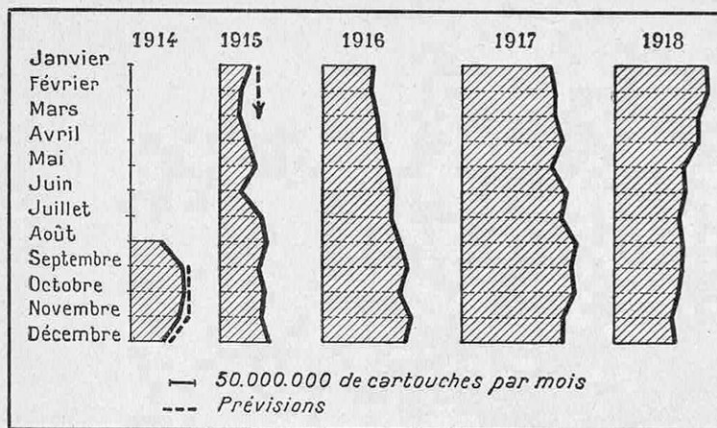 1914 1915 1916 1917 1918
Janvier
Février
Mars
Avril
Mai
Juin
Juillet
Août
Septembre
Octobre
Novembre
Décembre
50.000.000 de cartouches par mois
Prévisions